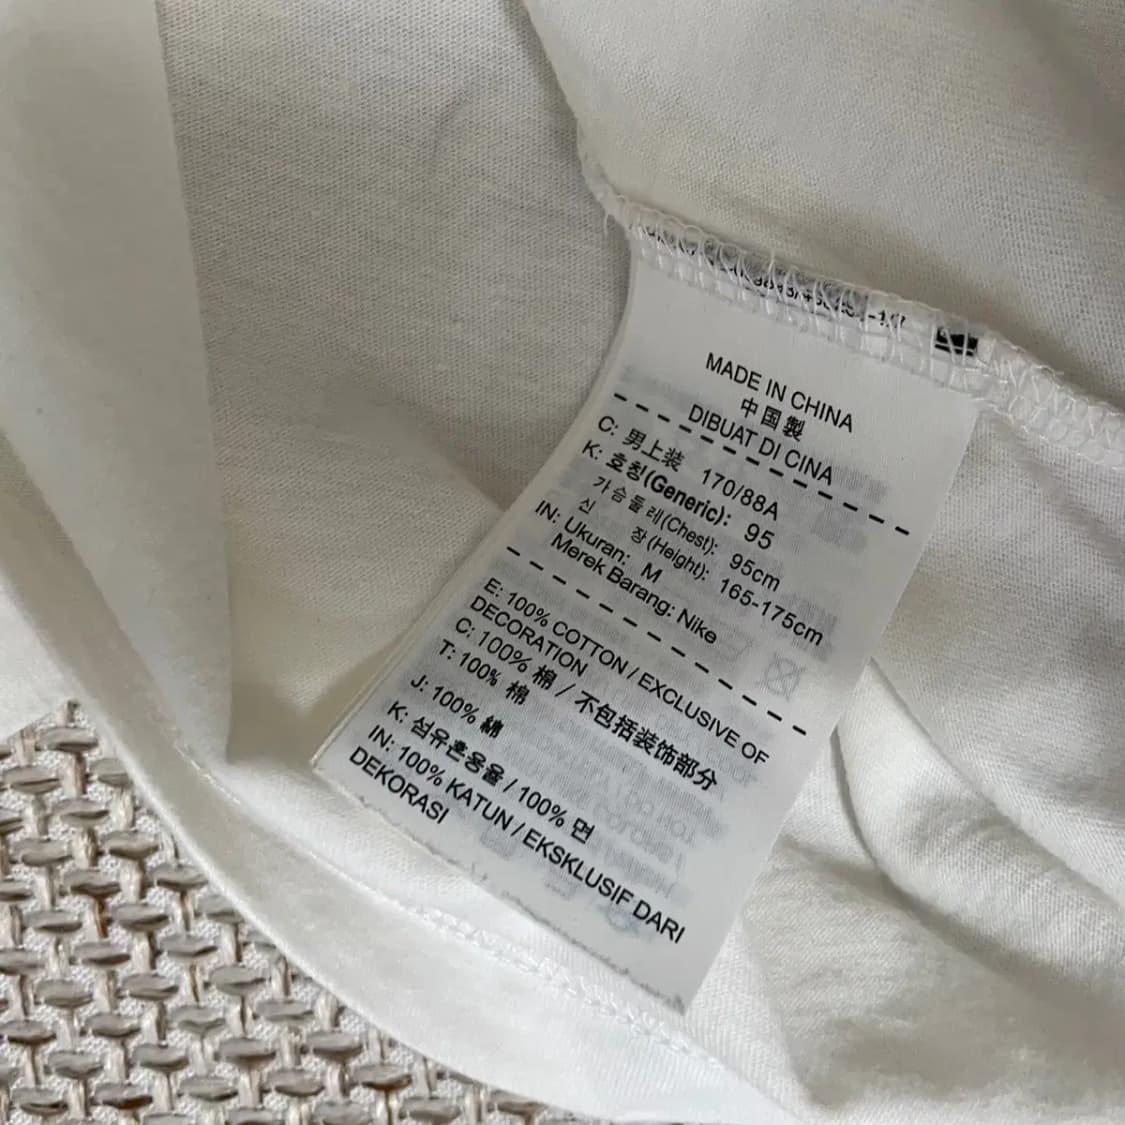 MADE IN CHINA
中国製
DIBUAT DI CINA
C: 男上装 170/88A
K: 호칭(Generic): 95
가슴둘레(Chest): 95cm
신 장(Height): 165-175cm
IN: Ukuran: M
Merek Barang: Nike
E: 100% COTTON / EXCLUSIVE OF
DECORATION
C: 100% 棉 / 不包括装饰部分
T: 100% 棉
J: 100% 綿
K: 섬유혼용율 / 100% 면
IN: 100% KATUN / EKSKLUSIF DARI
DEKORASI